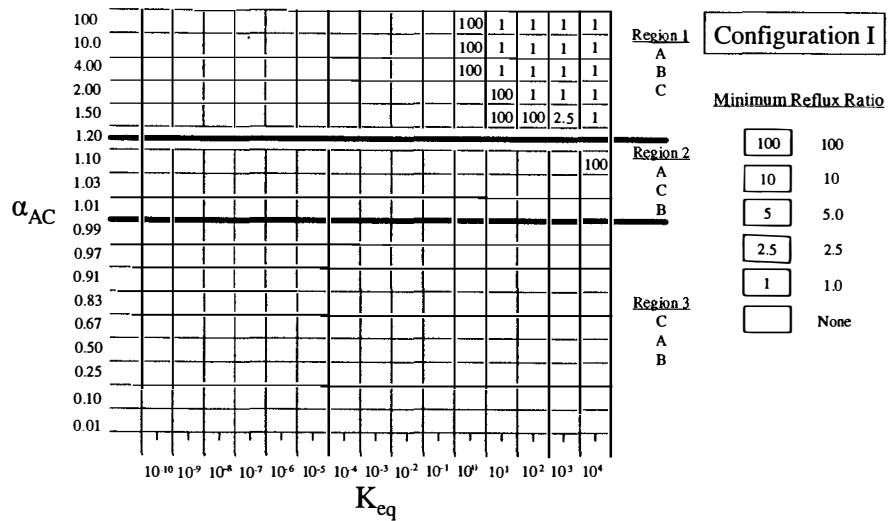 Configuration I
100 100 1 1 1 1
10.0 100 1 1 1 1
4.00 100 1 1 1 1
2.00 100 1 1 1
1.50 100 100 2.5 1
1.20
1.10 100
1.03
1.01
0.99
0.97
0.91
0.83
0.67
0.50
0.25
0.10
0.01
α_AC
10⁻¹⁰ 10⁻⁹ 10⁻⁸ 10⁻⁷ 10⁻⁶ 10⁻⁵ 10⁻⁴ 10⁻³ 10⁻² 10⁻¹ 10⁰ 10¹ 10² 10³ 10⁴
K_eq
Region 1
A
B
C
Region 2
A
C
B
Region 3
C
A
B
Minimum Reflux Ratio
100 100
10 10
5 5.0
2.5 2.5
1 1.0
None